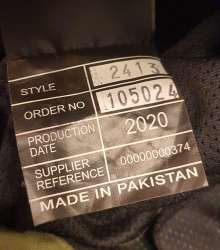 STYLE 2413
ORDER NO 105024
PRODUCTION DATE 2020
SUPPLIER REFERENCE 00000000374
MADE IN PAKISTAN